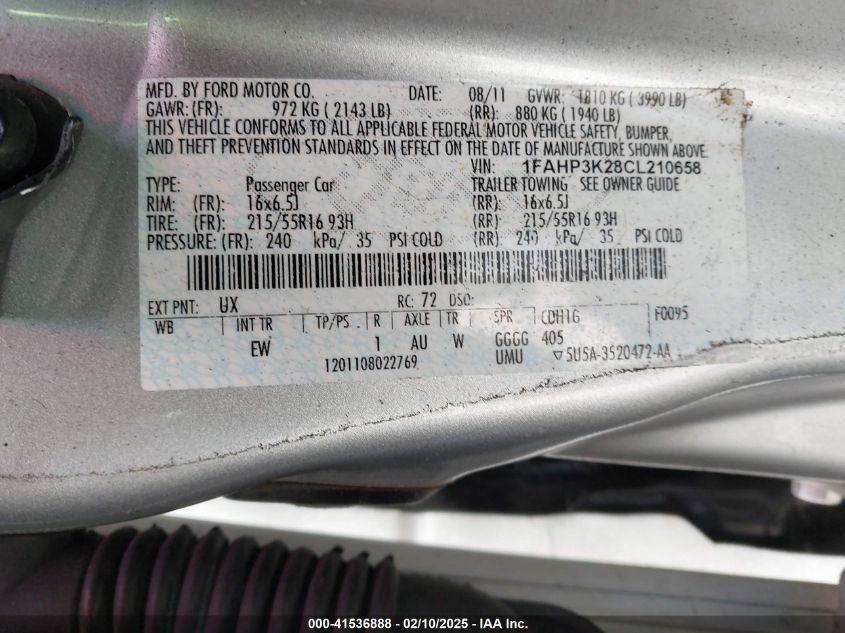 MFD. BY FORD MOTOR CO. DATE: 08/11 GVWR: 1810 KG ( 3990 LB)
GAWR: (FR): 972 KG ( 2143 LB) (RR): 880 KG ( 1940 LB)
THIS VEHICLE CONFORMS TO ALL APPLICABLE FEDERAL MOTOR VEHICLE SAFETY, BUMPER,
AND THEFT PREVENTION STANDARDS IN EFFECT ON THE DATE OF MANUFACTURE SHOWN ABOVE.
VIN: 1FAHP3K28CL210658
TYPE: Passenger Car TRAILER TOWING - SEE OWNER GUIDE
RIM: (FR): 16x6.5J (RR): 16x6.5J
TIRE: (FR): 215/55R16 93H (RR): 215/55R16 93H
PRESSURE: (FR): 240 kPa/ 35 PSI COLD (RR): 240 kPa/ 35 PSI COLD
EXT PNT: UX RC: 72 DSO: F0095
WB INT TR TP/PS R AXLE TR SPR CDH1G
EW 1 AU W GGGG 405
1201108022769 UMU ▽5U5A-3520472-AA
000-41536888 - 02/10/2025 - IAA Inc.